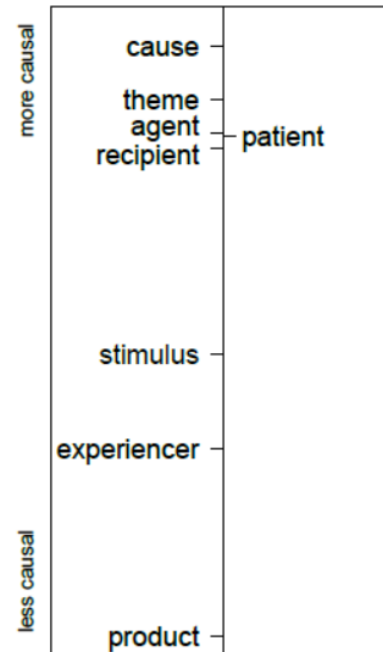 more causal
cause
theme
agent
patient
recipient
stimulus
experiencer
less causal
product